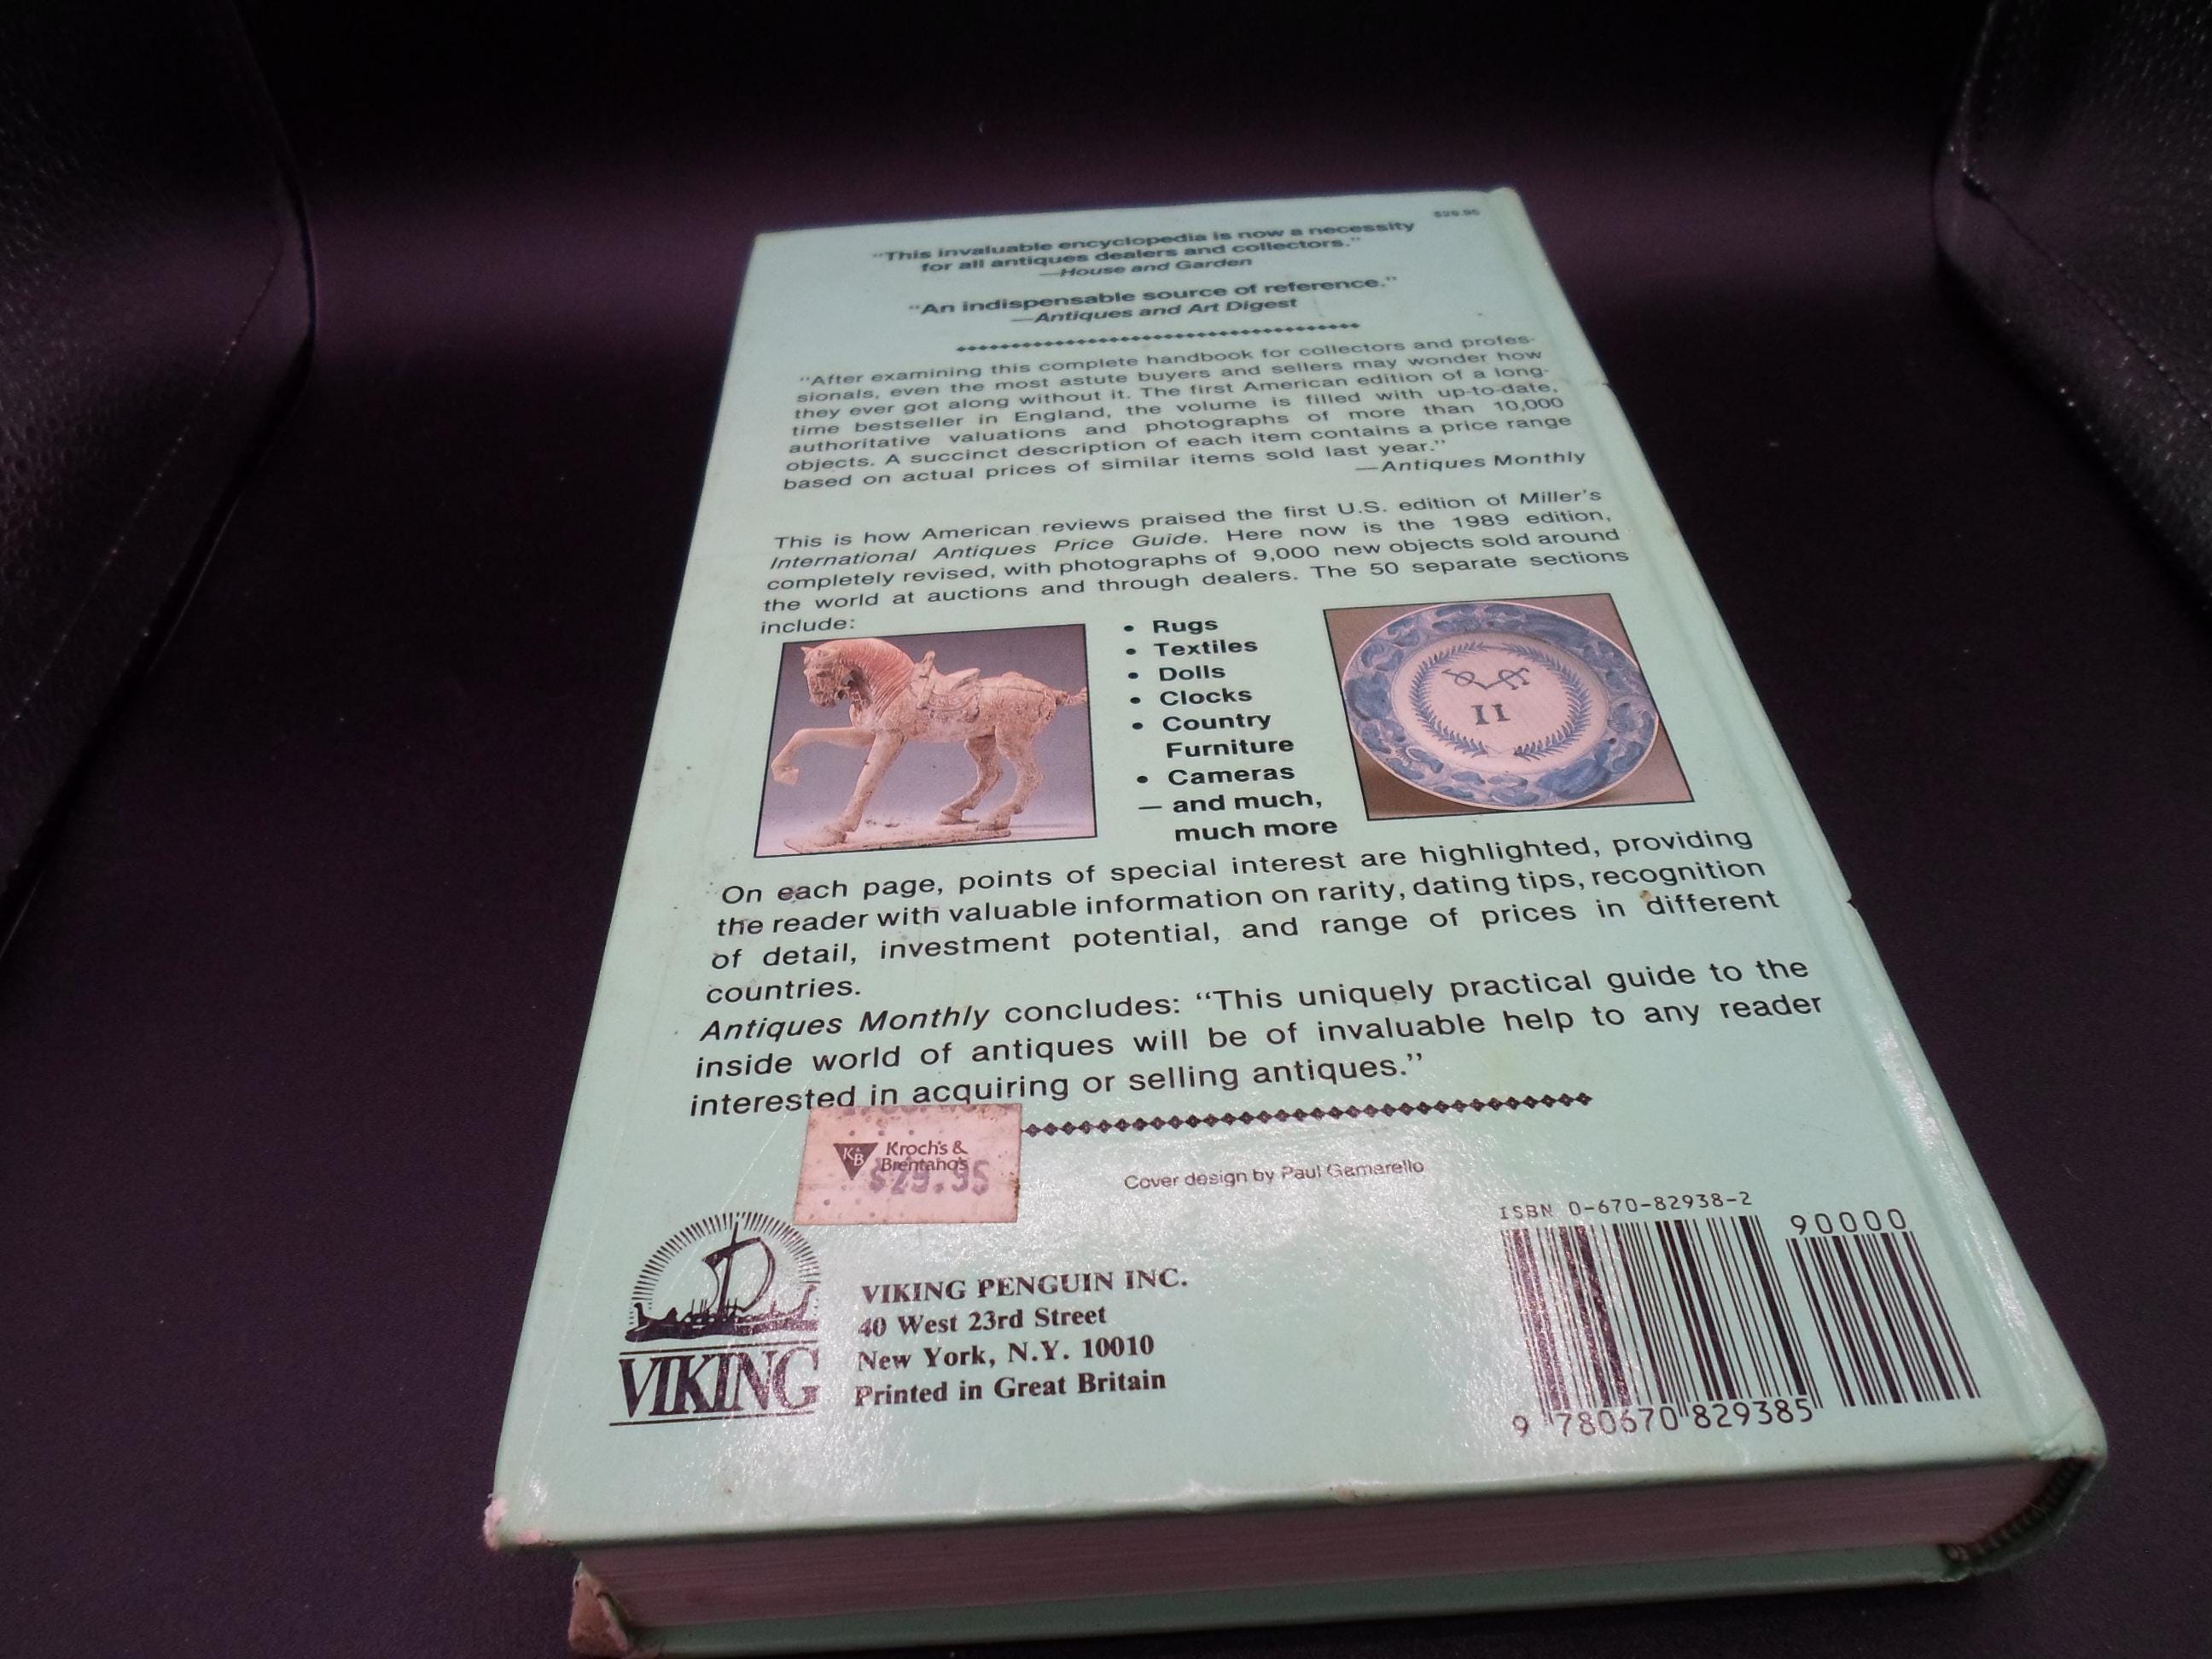 $29.95
“This invaluable encyclopedia is now a necessity
for all antiques dealers and collectors.”
—House and Garden
“An indispensable source of reference.”
—Antiques and Art Digest
“After examining this complete handbook for collectors and profes-
sionals, even the most astute buyers and sellers may wonder how
they ever got along without it. The first American edition of a long-
time bestseller in England, the volume is filled with up-to-date,
authoritative valuations and photographs of more than 10,000
objects. A succinct description of each item contains a price range
based on actual prices of similar items sold last year.”
—Antiques Monthly
This is how American reviews praised the first U.S. edition of Miller's
International Antiques Price Guide. Here now is the 1989 edition,
completely revised, with photographs of 9,000 new objects sold around
the world at auctions and through dealers. The 50 separate sections
include:
• Rugs
• Textiles
• Dolls
• Clocks
• Country
Furniture
• Cameras
— and much,
much more
II
On each page, points of special interest are highlighted, providing
the reader with valuable information on rarity, dating tips, recognition
of detail, investment potential, and range of prices in different
countries.
Antiques Monthly concludes: “This uniquely practical guide to the
inside world of antiques will be of invaluable help to any reader
interested in acquiring or selling antiques.”
KB
Kroch's &
Brentano's
$29.95
Cover design by Paul Gamarello
VIKING
VIKING PENGUIN INC.
40 West 23rd Street
New York, N.Y. 10010
Printed in Great Britain
ISBN 0-670-82938-2
90000
9 780670 829385